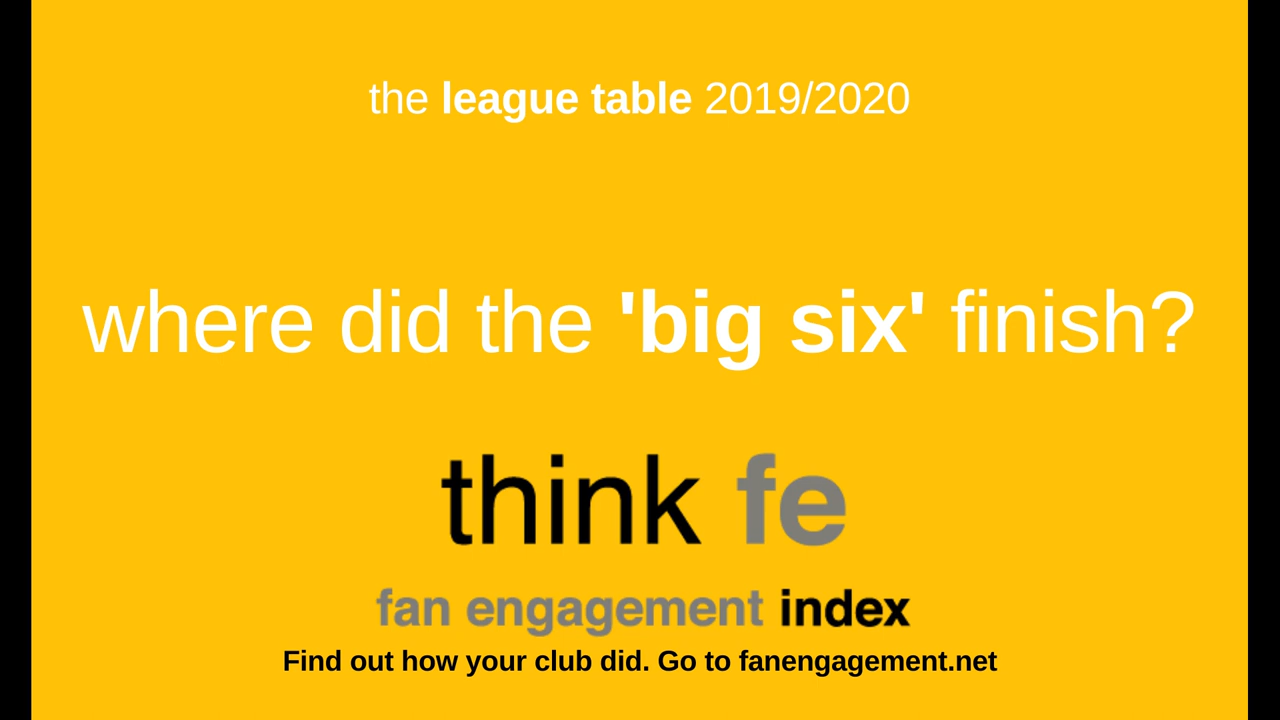 the league table 2019/2020
where did the 'big six' finish?
think fe
fan engagement index
Find out how your club did. Go to fanengagement.net